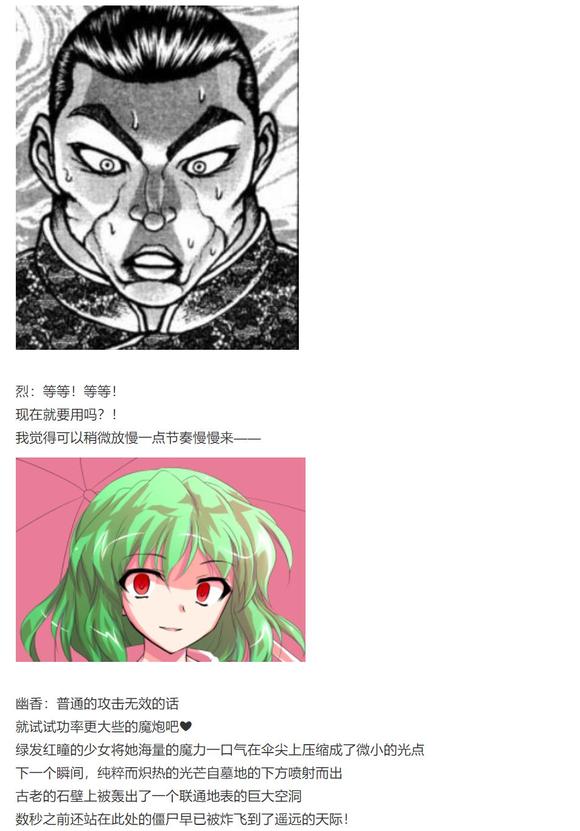 烈：等等！等等！
现在就要用吗？！
我觉得可以稍微放慢一点节奏慢慢来——
幽香：普通的攻击无效的话
就试试功率更大些的魔炮吧♥
绿发红瞳的少女将她海量的魔力一口气在伞尖上压缩成了微小的光点
下一个瞬间，纯粹而炽热的光芒自墓地的下方喷射而出
古老的石壁上被轰出了一个联通地表的巨大空洞
数秒之前还站在此处的僵尸早已被炸飞到了遥远的天际！